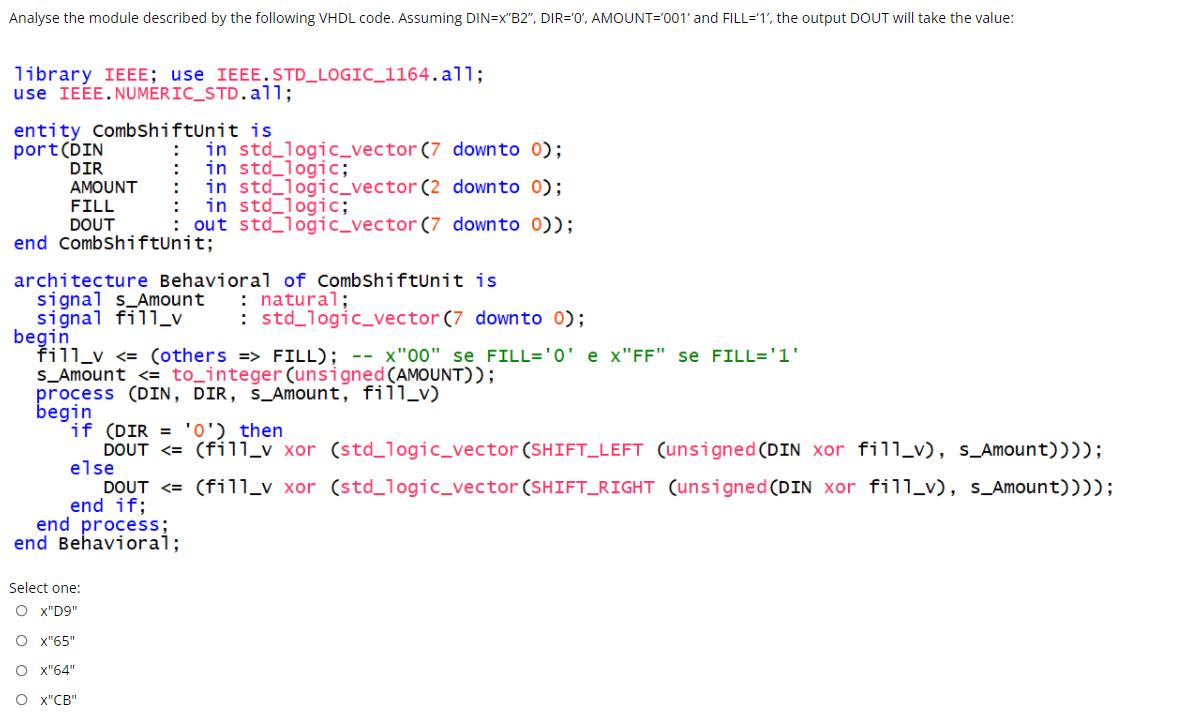 Analyse the module described by the following VHDL code. Assuming DIN=x"B2", DIR='0', AMOUNT='001' and FILL='1', the output DOUT will take the value:
library IEEE; use IEEE.STD_LOGIC_1164.all;
use IEEE.NUMERIC_STD.all;
entity CombShiftUnit is
port(DIN : in std_logic_vector(7 downto 0);
DIR : in std_logic;
AMOUNT : in std_logic_vector(2 downto 0);
FILL : in std_logic;
DOUT : out std_logic_vector(7 downto 0));
end CombShiftUnit;
architecture Behavioral of CombShiftUnit is
signal s_Amount : natural;
signal fill_v : std_logic_vector(7 downto 0);
begin
fill_v <= (others => FILL); -- x"00" se FILL='0' e x"FF" se FILL='1'
s_Amount <= to_integer(unsigned(AMOUNT));
process (DIN, DIR, s_Amount, fill_v)
begin
if (DIR = '0') then
DOUT <= (fill_v xor (std_logic_vector(SHIFT_LEFT (unsigned(DIN xor fill_v), s_Amount))));
else
DOUT <= (fill_v xor (std_logic_vector(SHIFT_RIGHT (unsigned(DIN xor fill_v), s_Amount))));
end if;
end process;
end Behavioral;
Select one:
x"D9"
x"65"
x"64"
x"CB"